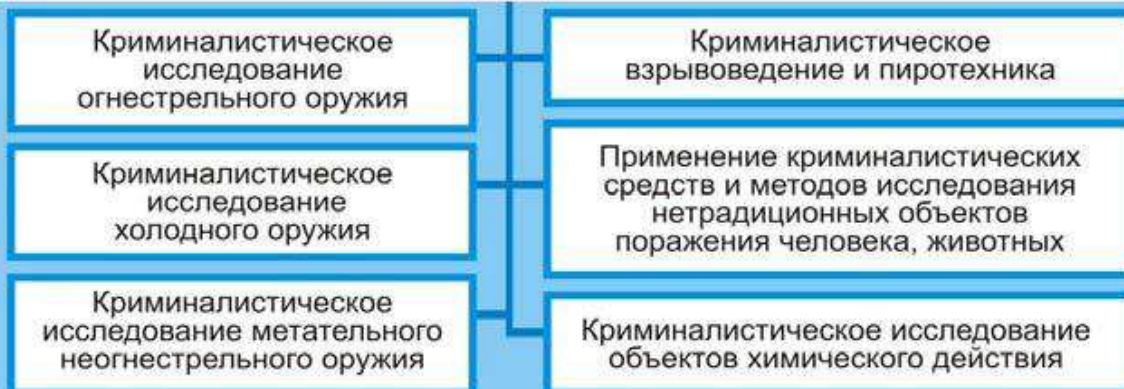 Криминалистическое
исследование
огнестрельного оружия
Криминалистическое
исследование
холодного оружия
Криминалистическое
исследование метательного
неогнестрельного оружия
Криминалистическое
взрывоведение и пиротехника
Применение криминалистических
средств и методов исследования
нетрадиционных объектов
поражения человека, животных
Криминалистическое исследование
объектов химического действия